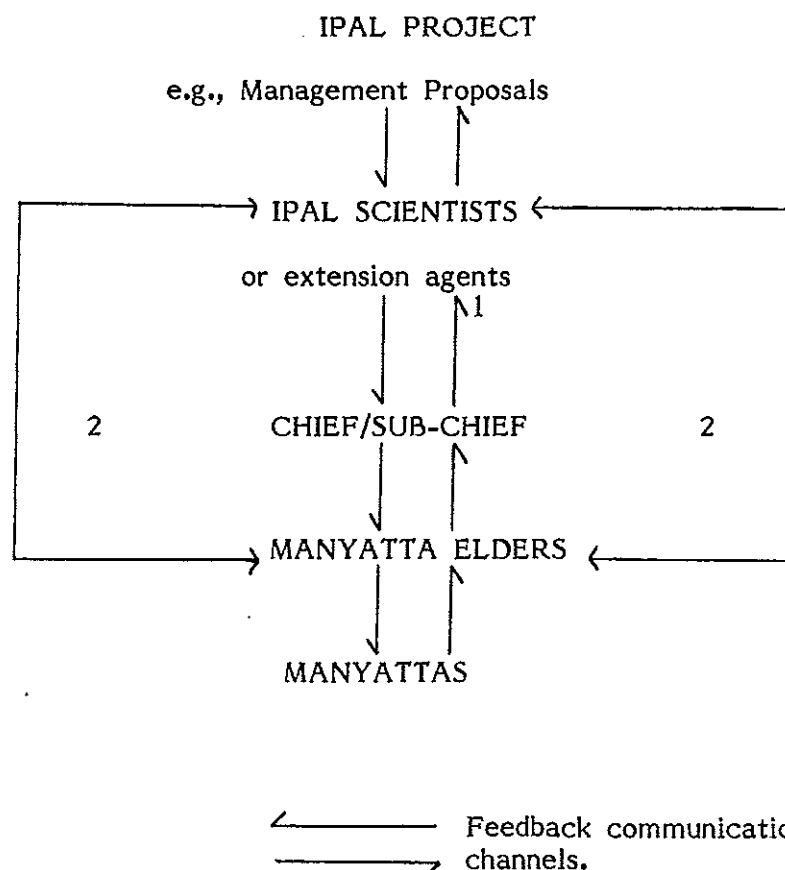 IPAL PROJECT
e.g., Management Proposals
IPAL SCIENTISTS
or extension agents
1
2 CHIEF/SUB-CHIEF 2
MANYATTA ELDERS
MANYATTAS
Feedback communicatio
channels.